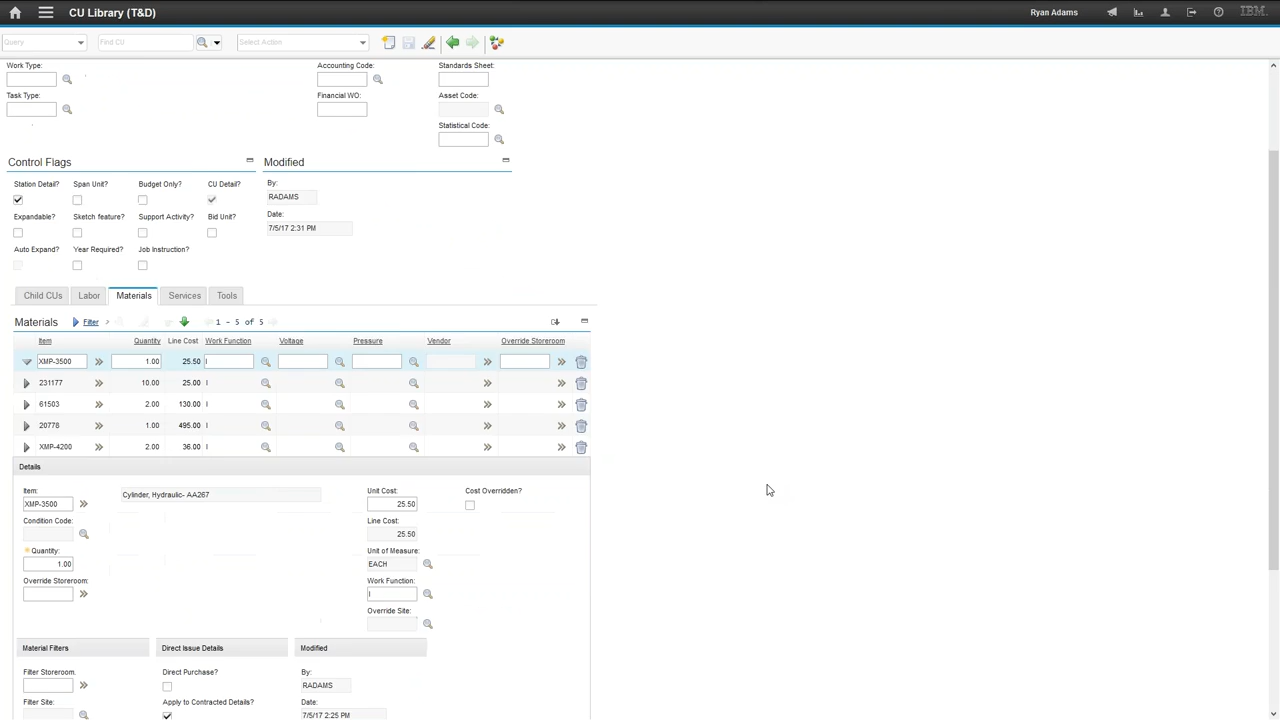 CU Library (T&D)
Ryan Adams
IBM
Query
Find CU
Select Action
Work Type:
Accounting Code:
Standards Sheet:
Task Type:
Financial WO:
Asset Code:
Statistical Code:
Control Flags
Modified
Station Detail? Span Unit? Budget Only? CU Detail?
By:
RADAMS
Expandable? Sketch feature? Support Activity? Bid Unit?
Date:
7/5/17 2:31 PM
Auto Expand? Year Required? Job Instruction?
Child CUs Labor Materials Services Tools
Materials Filter 1 - 5 of 5
Item Quantity Line Cost Work Function Voltage Pressure Vendor Override Storeroom
XMP-3500 1.00 25.50 I
231177 10.00 25.00 I
61503 2.00 130.00 I
20778 1.00 495.00 I
XMP-4200 2.00 36.00 I
Details
Item:
XMP-3500
Cylinder, Hydraulic- AA267
Unit Cost:
25.50
Cost Overridden?
Condition Code:
Line Cost:
25.50
Quantity:
1.00
Unit of Measure:
EACH
Override Storeroom:
Work Function:
I
Override Site:
Material Filters Direct Issue Details Modified
Filter Storeroom.
Direct Purchase?
By:
RADAMS
Filter Site:
Apply to Contracted Details?
Date:
7/5/17 2:25 PM